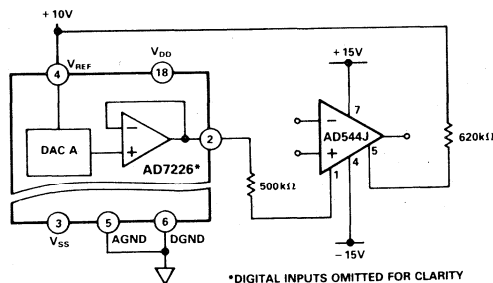 +10V
+15V
4
VREF
VDD
18
7
−
−
AD544J
DAC A
+
2
+
5
620kΩ
AD7226*
1
4
500kΩ
3
5
6
VSS
AGND
DGND
−15V
*DIGITAL INPUTS OMITTED FOR CLARITY